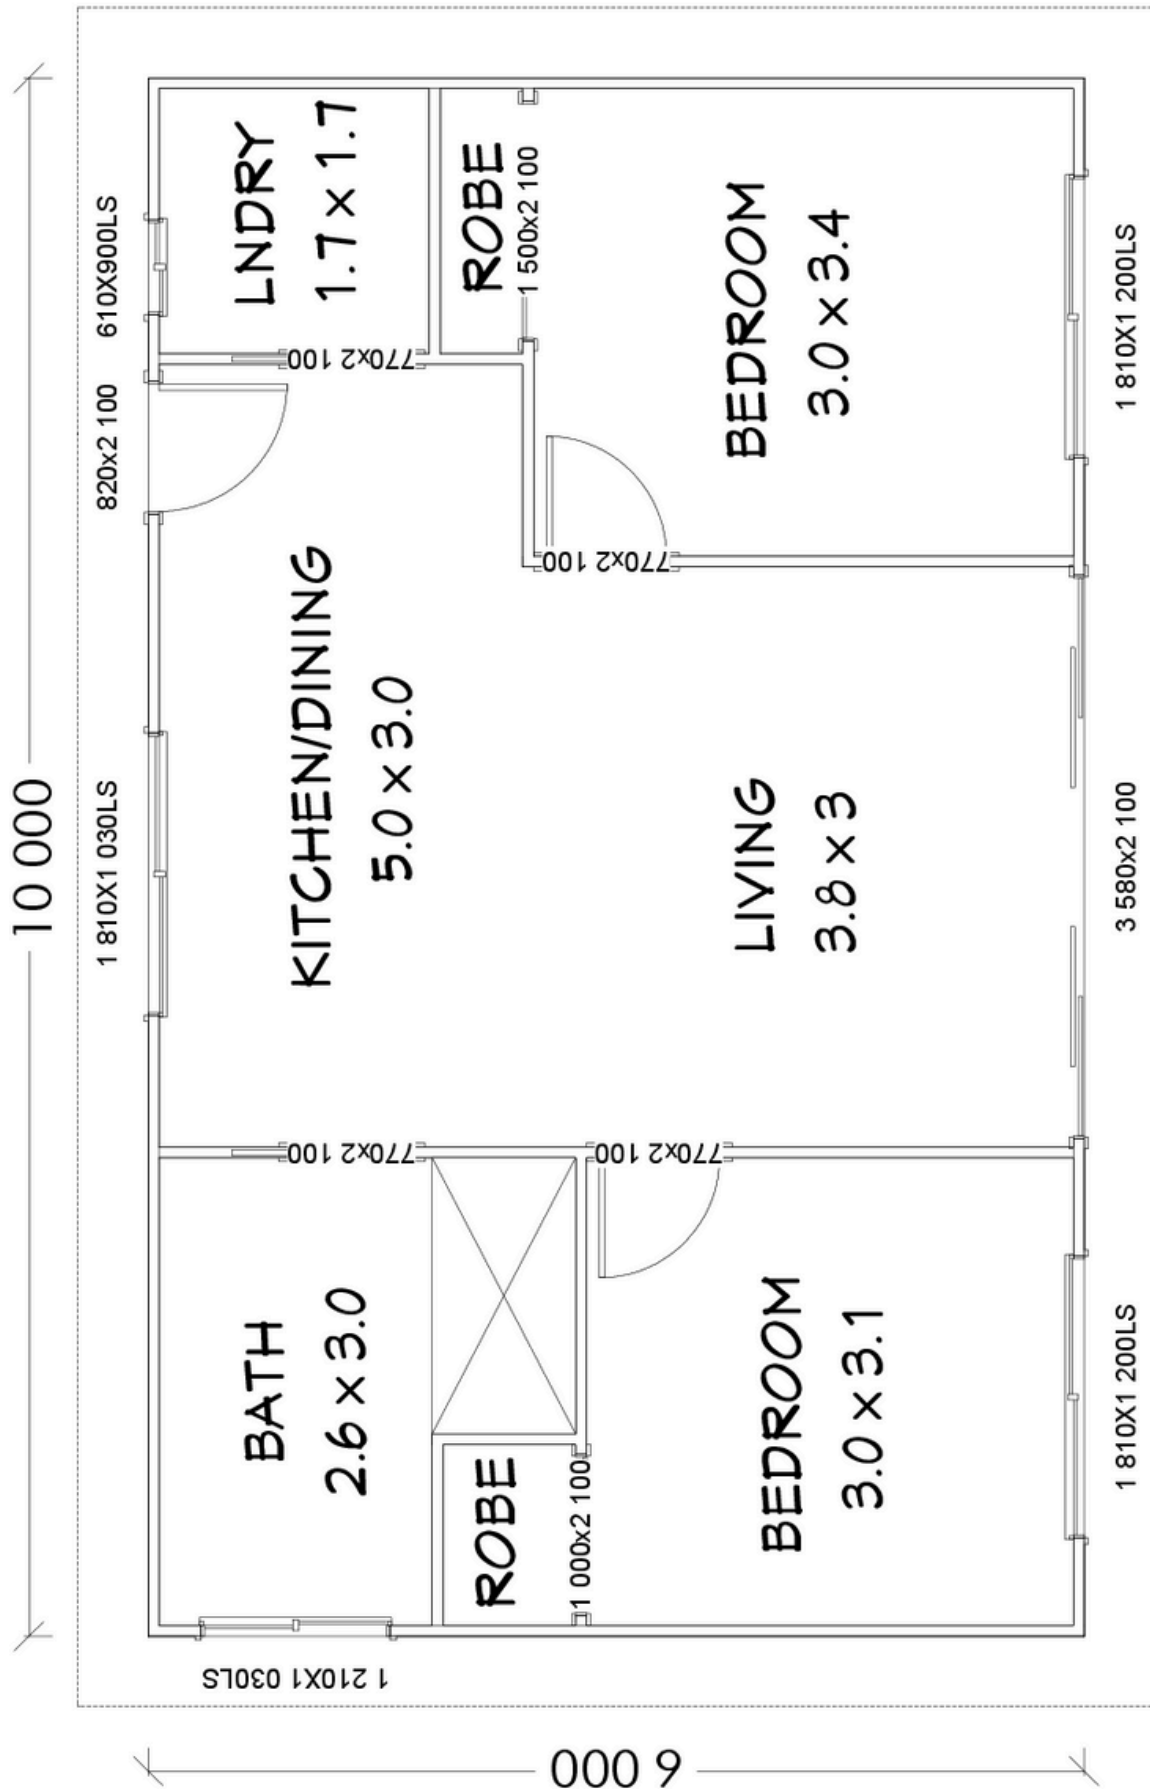 10 000
1 810X1 030LS
820x2 100
610X900LS
6 000
1 210X1 030LS
BATH
2.6 x 3.0
770x2 100
KITCHEN/DINING
5.0 x 3.0
770x2 100
LNDRY
1.7 x 1.7
ROBE
1 000x2 100
770x2 100
770x2 100
ROBE
1 500x2 100
BEDROOM
3.0 x 3.1
LIVING
3.8 x 3
BEDROOM
3.0 x 3.4
1 810X1 200LS
3 580x2 100
1 810X1 200LS